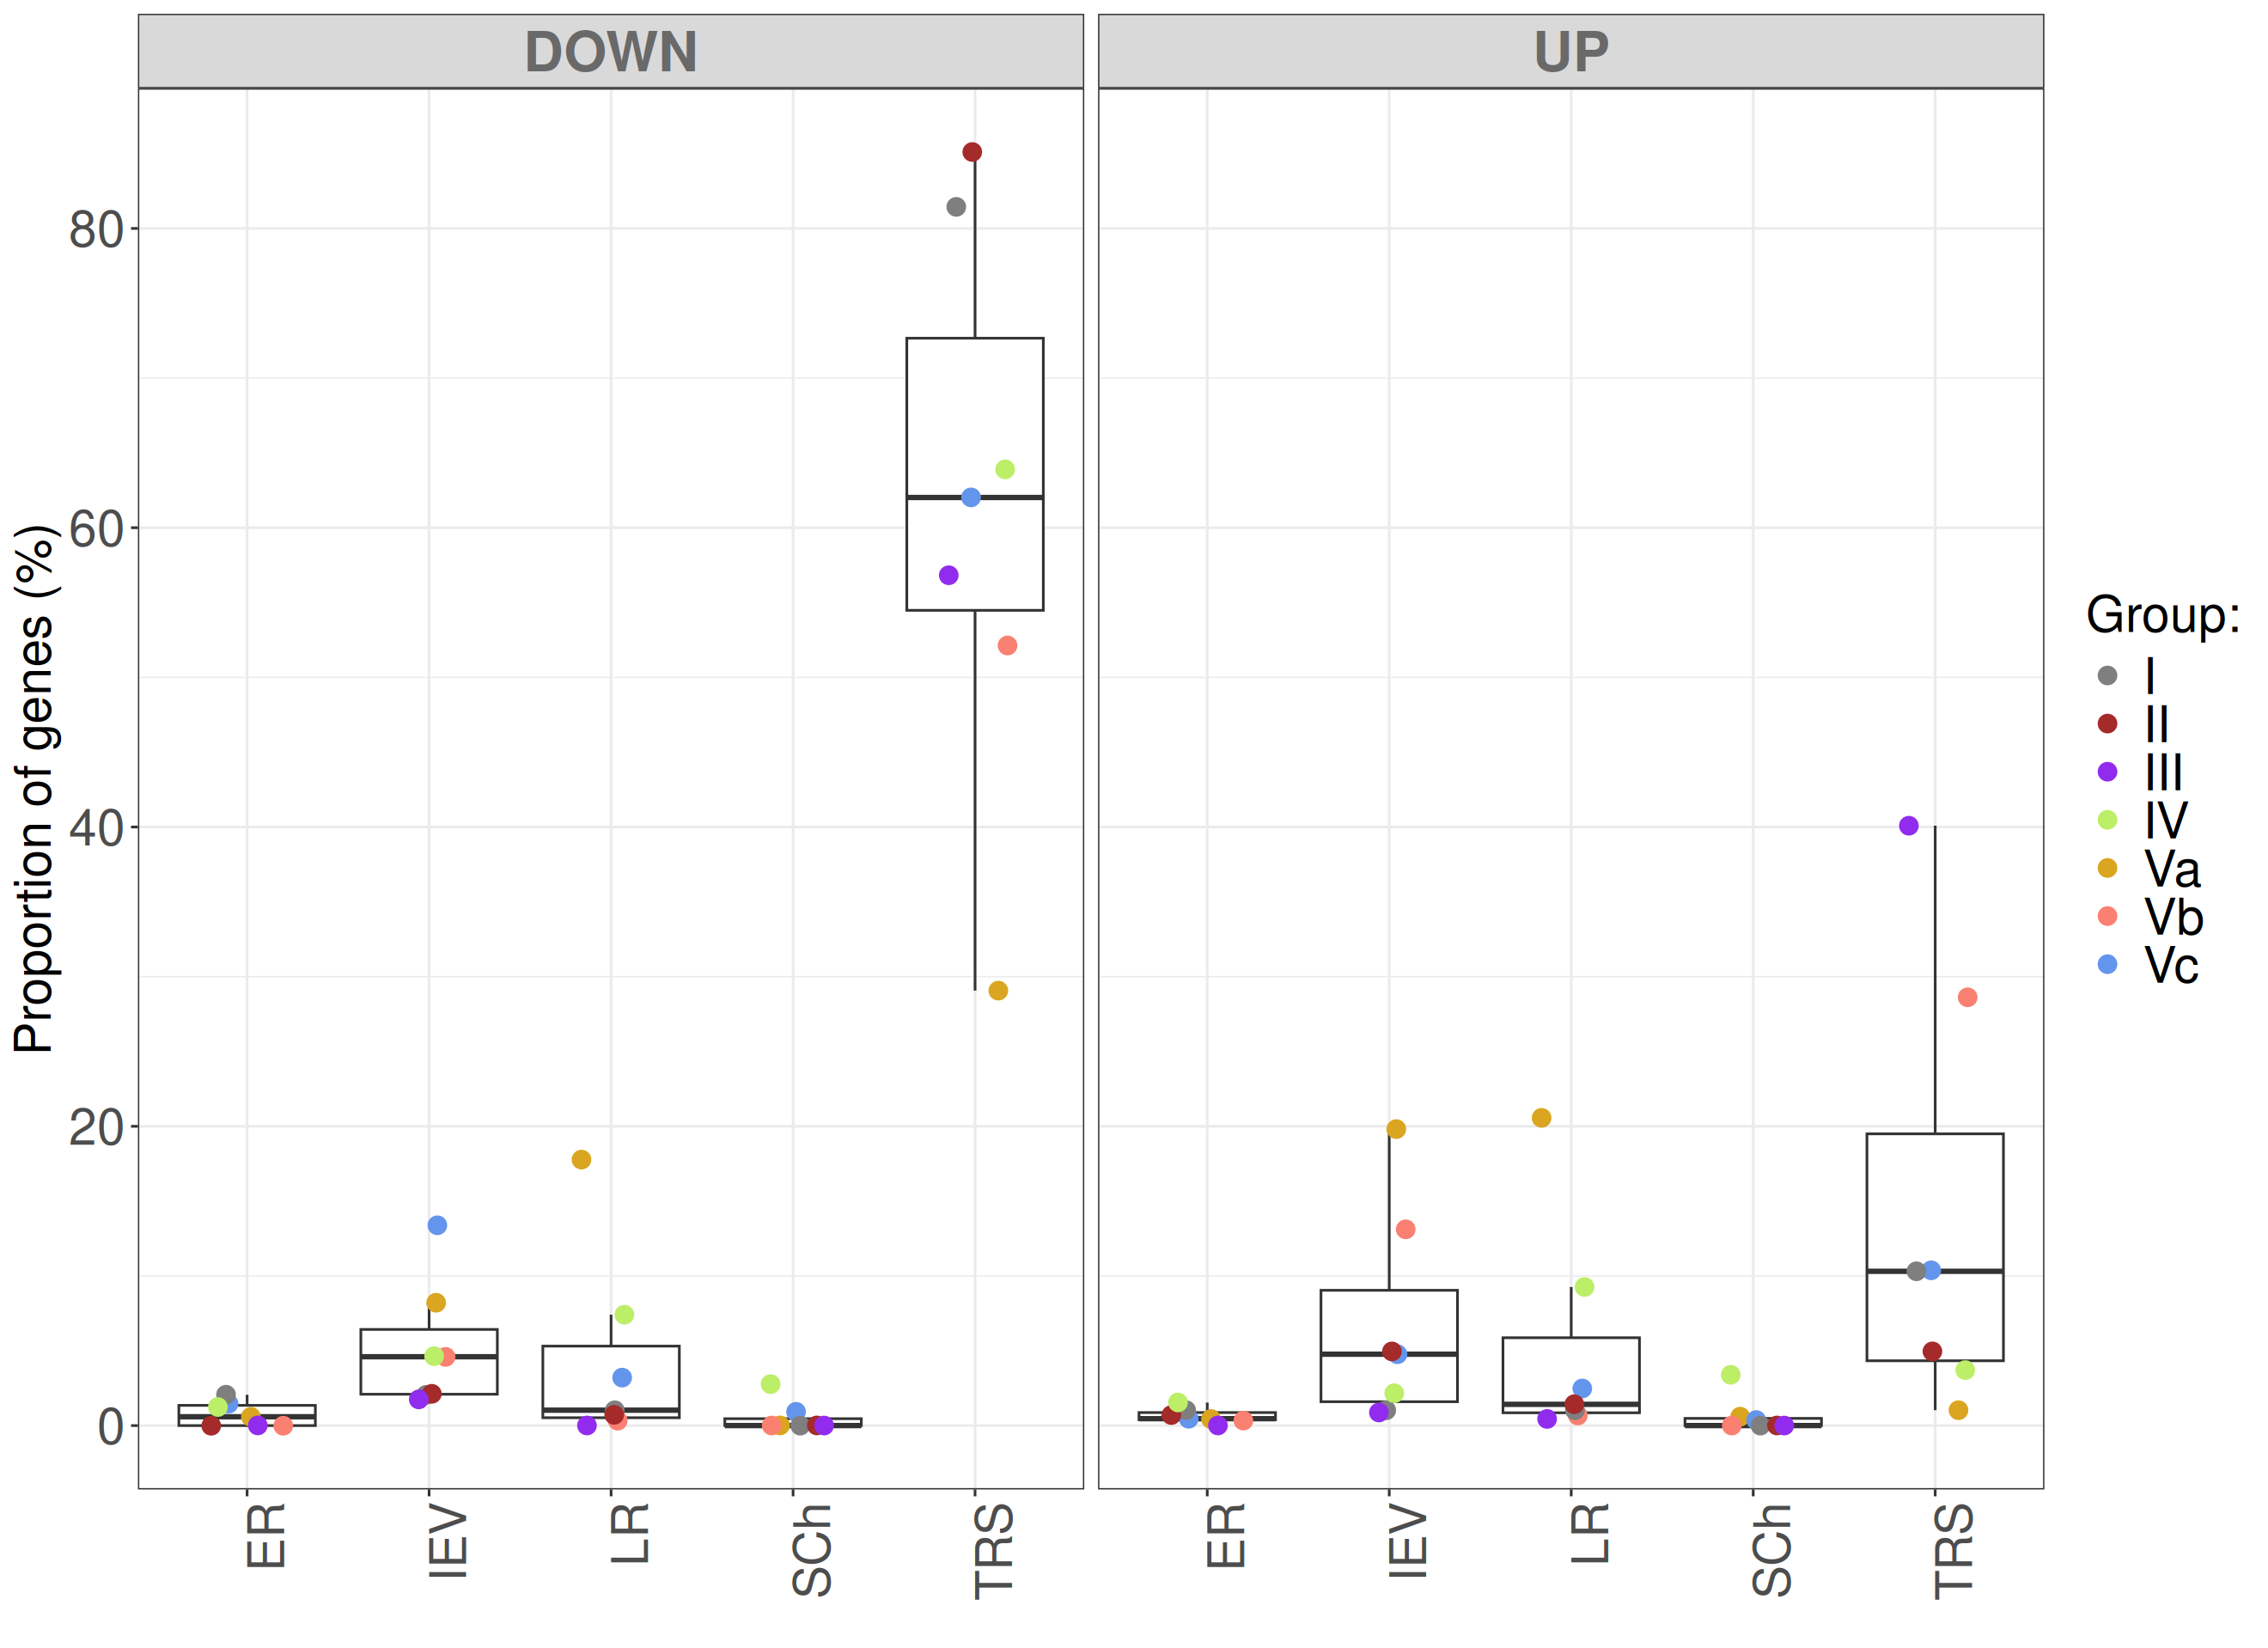 DOWN
UP
Proportion of genes (%)
80
60
40
20
0
ER
IEV
LR
SCh
TRS
ER
IEV
LR
SCh
TRS
Group:
I
II
III
IV
Va
Vb
Vc